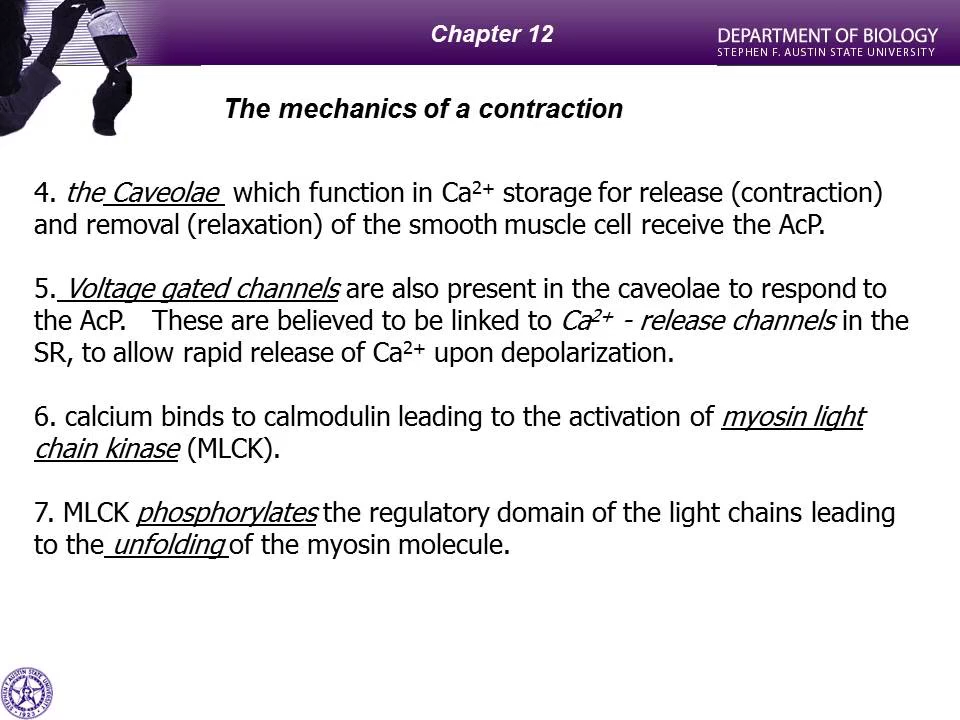 Chapter 12
DEPARTMENT OF BIOLOGY
STEPHEN F. AUSTIN STATE UNIVERSITY
The mechanics of a contraction
4. the Caveolae which function in Ca²⁺ storage for release (contraction)
and removal (relaxation) of the smooth muscle cell receive the AcP.
5. Voltage gated channels are also present in the caveolae to respond to
the AcP. These are believed to be linked to Ca²⁺ - release channels in the
SR, to allow rapid release of Ca²⁺ upon depolarization.
6. calcium binds to calmodulin leading to the activation of myosin light
chain kinase (MLCK).
7. MLCK phosphorylates the regulatory domain of the light chains leading
to the unfolding of the myosin molecule.
STEPHEN F. AUSTIN STATE UNIVERSITY
1923